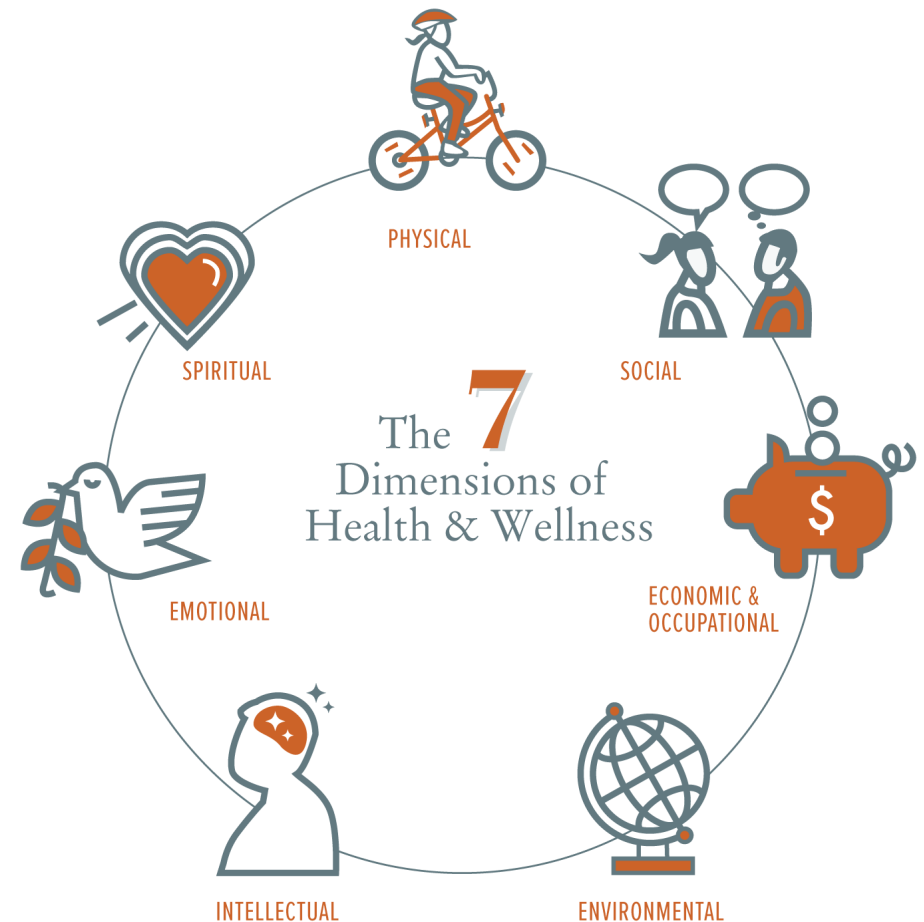 PHYSICAL
SOCIAL
SPIRITUAL
The 7
Dimensions of
Health & Wellness
$
ECONOMIC &
OCCUPATIONAL
EMOTIONAL
INTELLECTUAL
ENVIRONMENTAL